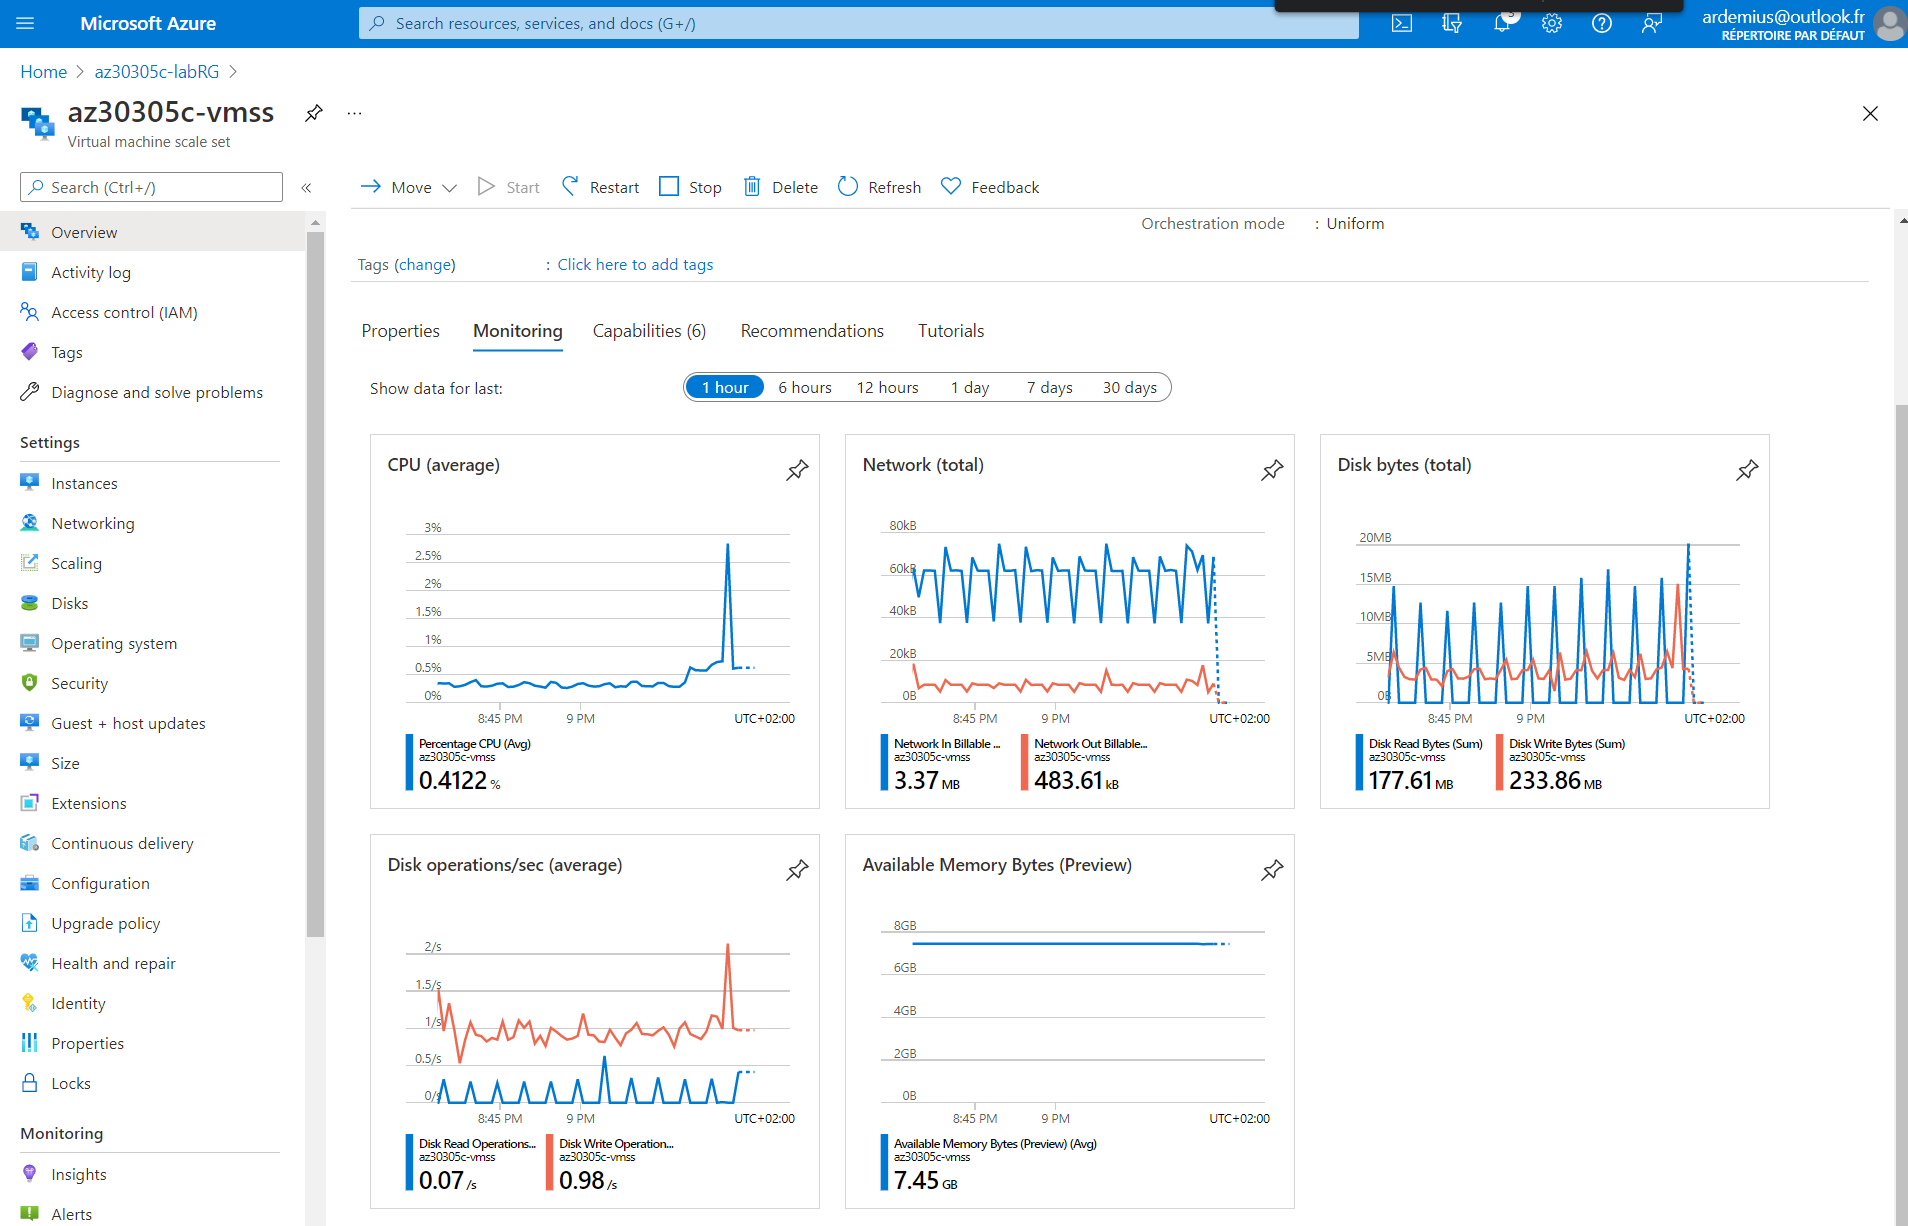 Microsoft Azure
Search resources, services, and docs (G+/)
3
ardemius@outlook.fr
RÉPERTOIRE PAR DÉFAUT
Home > az30305c-labRG >
az30305c-vmss
...
Virtual machine scale set
Search (Ctrl+/)
«
Move
Start
Restart
Stop
Delete
Refresh
Feedback
Overview
Activity log
Access control (IAM)
Tags
Diagnose and solve problems
Settings
Instances
Networking
Scaling
Disks
Operating system
Security
Guest + host updates
Size
Extensions
Continuous delivery
Configuration
Upgrade policy
Health and repair
Identity
Properties
Locks
Monitoring
Insights
Alerts
Orchestration mode : Uniform
Tags (change) : Click here to add tags
Properties
Monitoring
Capabilities (6)
Recommendations
Tutorials
Show data for last:
1 hour
6 hours
12 hours
1 day
7 days
30 days
CPU (average)
3%
2.5%
2%
1.5%
1%
0.5%
0%
8:45 PM
9 PM
UTC+02:00
Percentage CPU (Avg)
az30305c-vmss
0.4122 %
Network (total)
80kB
60kB
40kB
20kB
0B
8:45 PM
9 PM
UTC+02:00
Network In Billable ...
az30305c-vmss
3.37 MB
Network Out Billable...
az30305c-vmss
483.61 kB
Disk bytes (total)
20MB
15MB
10MB
5MB
0B
8:45 PM
9 PM
UTC+02:00
Disk Read Bytes (Sum)
az30305c-vmss
177.61 MB
Disk Write Bytes (Sum)
az30305c-vmss
233.86 MB
Disk operations/sec (average)
2/s
1.5/s
1/s
0.5/s
0/s
8:45 PM
9 PM
UTC+02:00
Disk Read Operations...
az30305c-vmss
0.07 /s
Disk Write Operation...
az30305c-vmss
0.98 /s
Available Memory Bytes (Preview)
8GB
6GB
4GB
2GB
0B
8:45 PM
9 PM
UTC+02:00
Available Memory Bytes (Preview) (Avg)
az30305c-vmss
7.45 GB